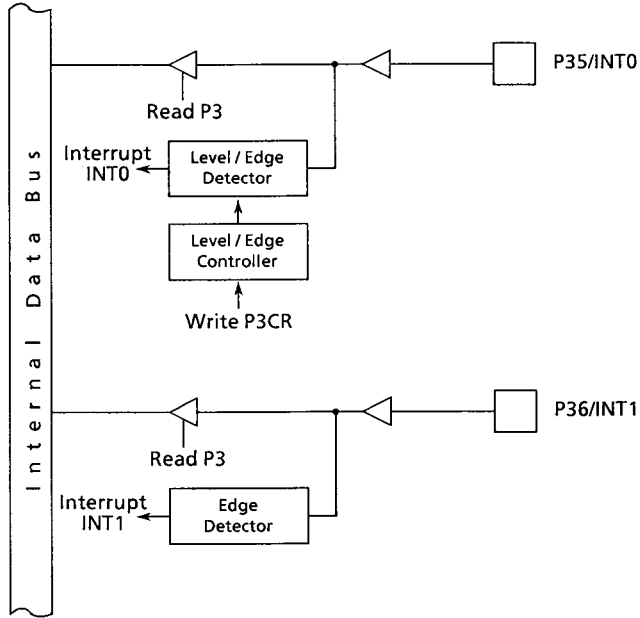 Internal Data Bus
P35/INT0
Read P3
Interrupt
INT0
Level / Edge
Detector
Level / Edge
Controller
Write P3CR
P36/INT1
Read P3
Interrupt
INT1
Edge
Detector